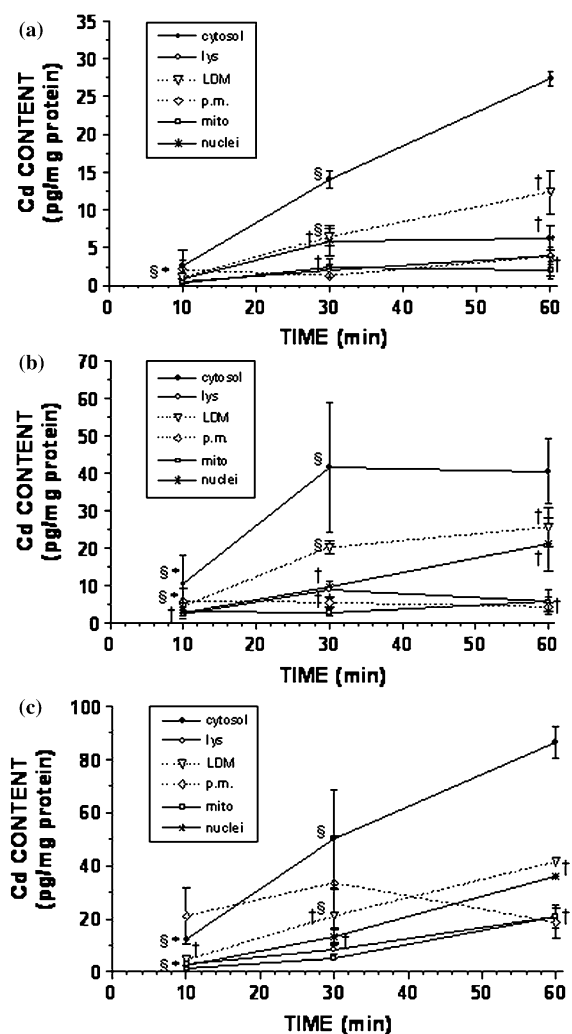 (a)
Cd CONTENT
(pg/mg protein)
35
30
25
20
15
10
5
0
cytosol
lys
LDM
p.m.
mito
nuclei
§
§
†
†
†
†
§ *
†
0 10 20 30 40 50 60
TIME (min)
(b)
Cd CONTENT
(pg/mg protein)
70
60
50
40
30
20
10
0
cytosol
lys
LDM
p.m.
mito
nuclei
§
§
†
†
†
†
†
§ *
§ *
†
0 10 20 30 40 50 60
TIME (min)
(c)
Cd CONTENT
(pg/mg protein)
100
80
60
40
20
0
cytosol
lys
LDM
p.m.
mito
nuclei
§
§
†
†
†
†
§ *
†
§ *
0 10 20 30 40 50 60
TIME (min)